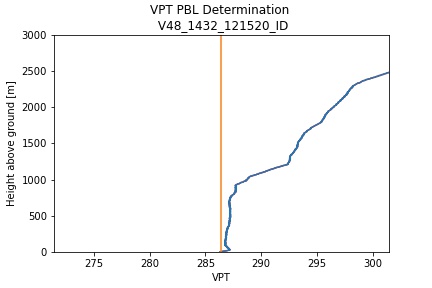 VPT PBL Determination
V48_1432_121520_ID
3000
2500
2000
1500
1000
500
0
Height above ground [m]
275 280 285 290 295 300
VPT